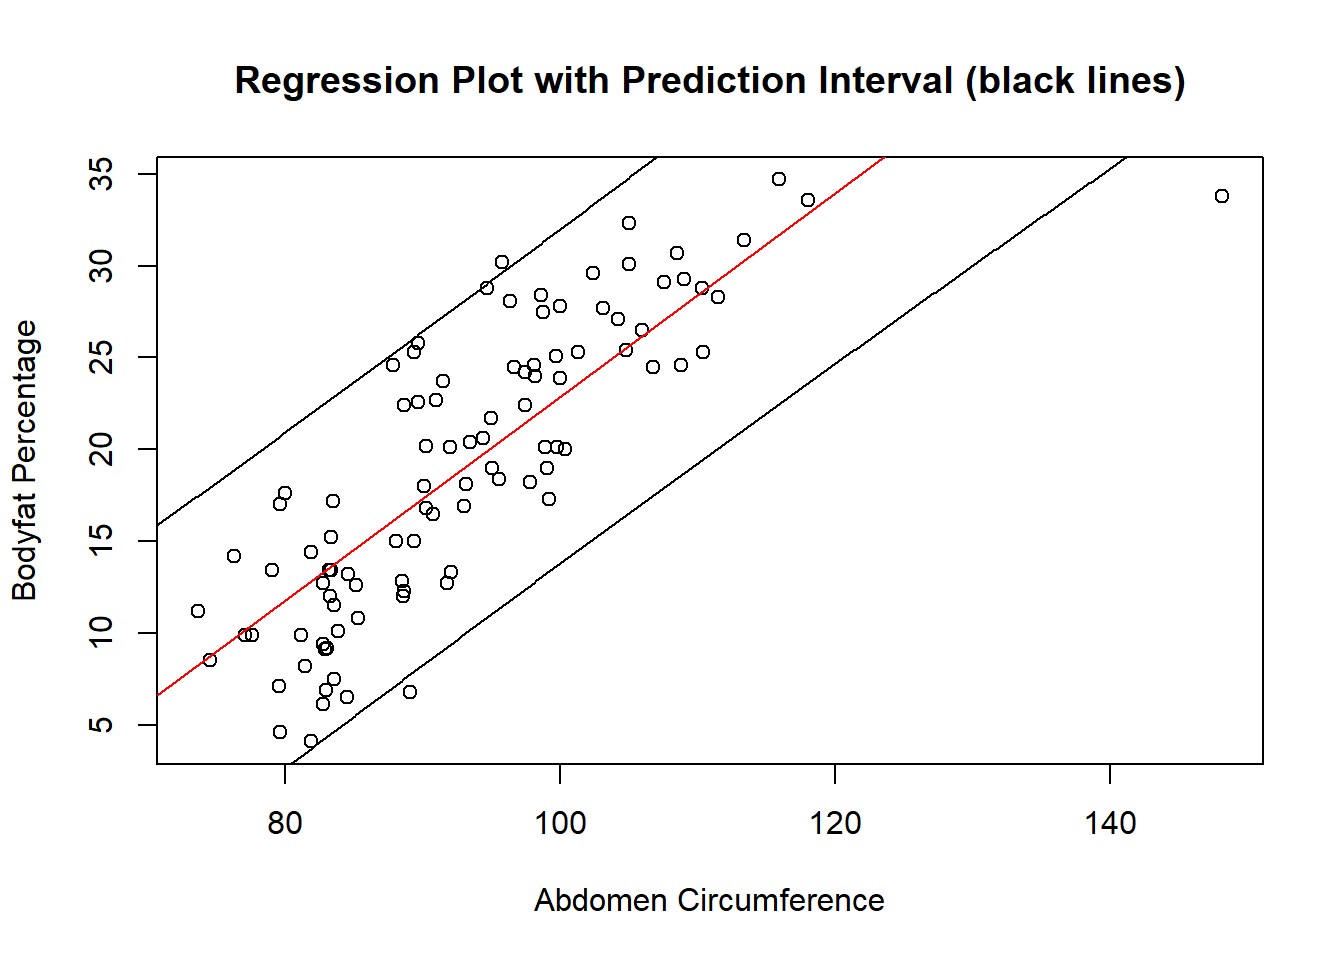 Regression Plot with Prediction Interval (black lines)
35
30
25
20
15
10
5
Bodyfat Percentage
80 100 120 140
Abdomen Circumference